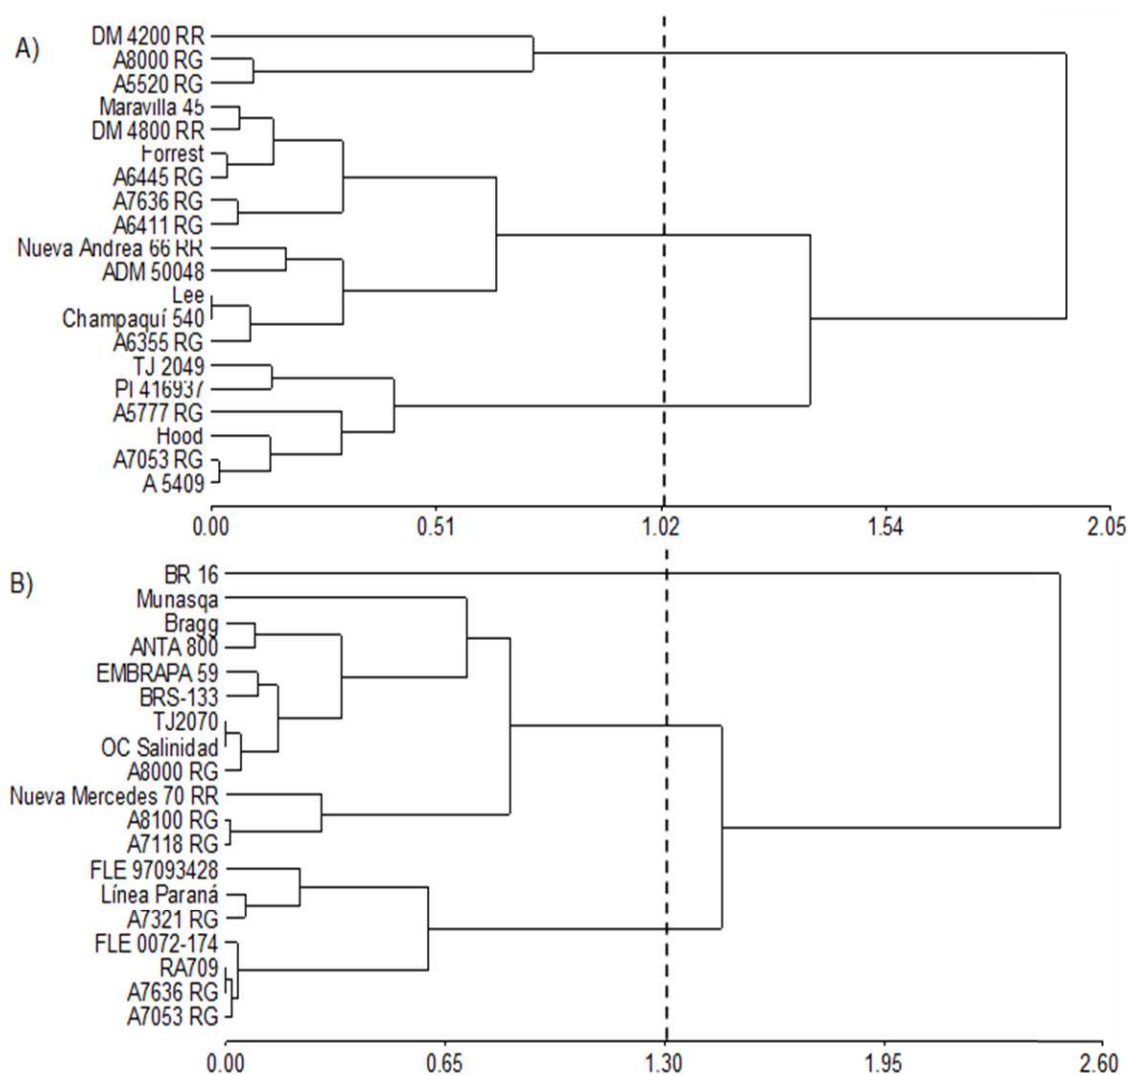 A)
DM 4200 RR
A8000 RG
A5520 RG
Maravilla 45
DM 4800 RR
Forrest
A6445 RG
A7636 RG
A6411 RG
Nueva Andrea 66 RR
ADM 50048
Lee
Champaquí 540
A6355 RG
TJ 2049
PI 416937
A5777 RG
Hood
A7053 RG
A 5409
0.00 0.51 1.02 1.54 2.05
B)
BR 16
Munasqa
Bragg
ANTA 800
EMBRAPA 59
BRS-133
TJ2070
OC Salinidad
A8000 RG
Nueva Mercedes 70 RR
A8100 RG
A7118 RG
FLE 97093428
Línea Paraná
A7321 RG
FLE 0072-174
RA709
A7636 RG
A7053 RG
0.00 0.65 1.30 1.95 2.60